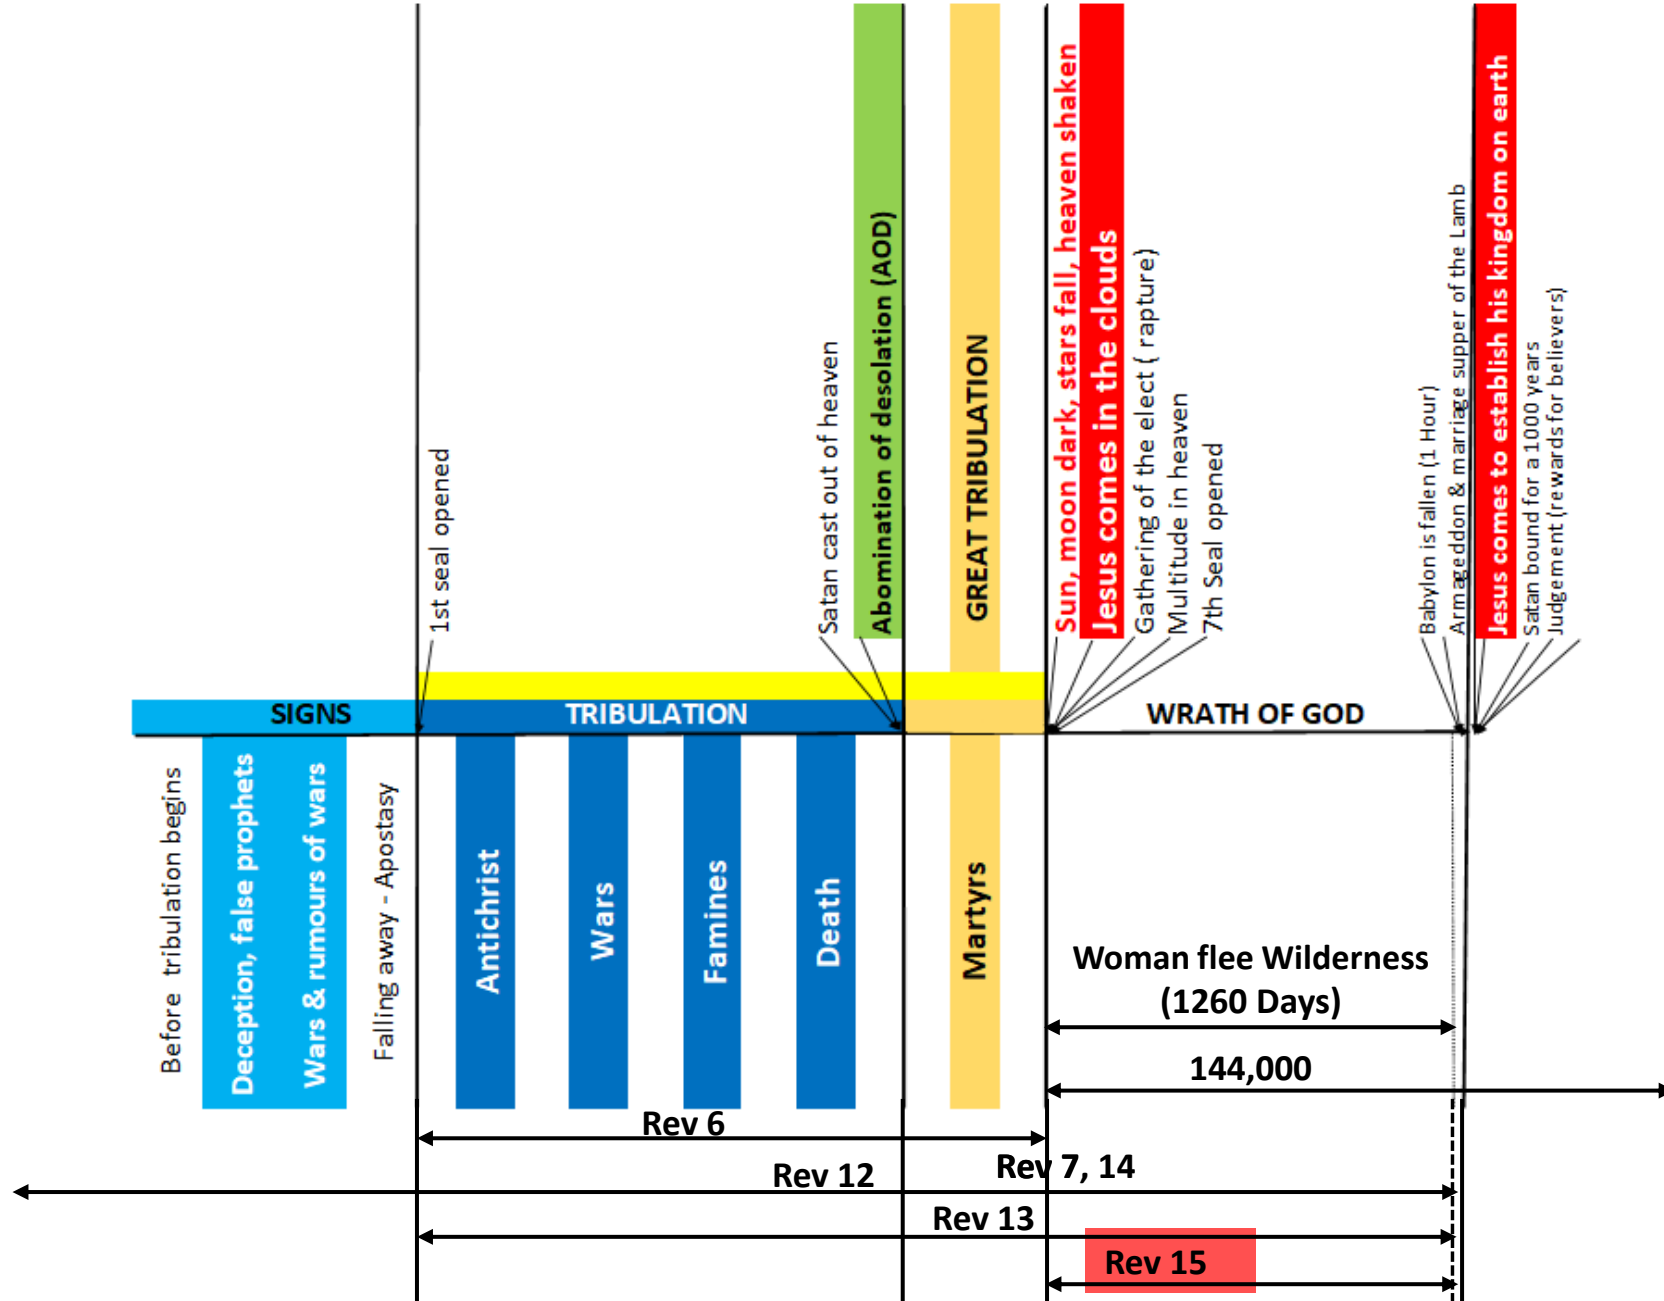 1st seal opened
Satan cast out of heaven
Abomination of desolation (AOD)
GREAT TRIBULATION
Sun, moon dark, stars fall, heaven shaken
Jesus comes in the clouds
Gathering of the elect ( rapture)
Multitude in heaven
7th Seal opened
Babylon is fallen (1 Hour)
Armageddon & marriage supper of the Lamb
Jesus comes to establish his kingdom on earth
Satan bound for a 1000 years
Judgement (rewards for believers)
SIGNS
TRIBULATION
WRATH OF GOD
Before tribulation begins
Deception, false prophets
Wars & rumours of wars
Falling away - Apostasy
Antichrist
Wars
Famines
Death
Martyrs
Woman flee Wilderness
(1260 Days)
144,000
Rev 6
Rev 12
Rev 7, 14
Rev 13
Rev 15